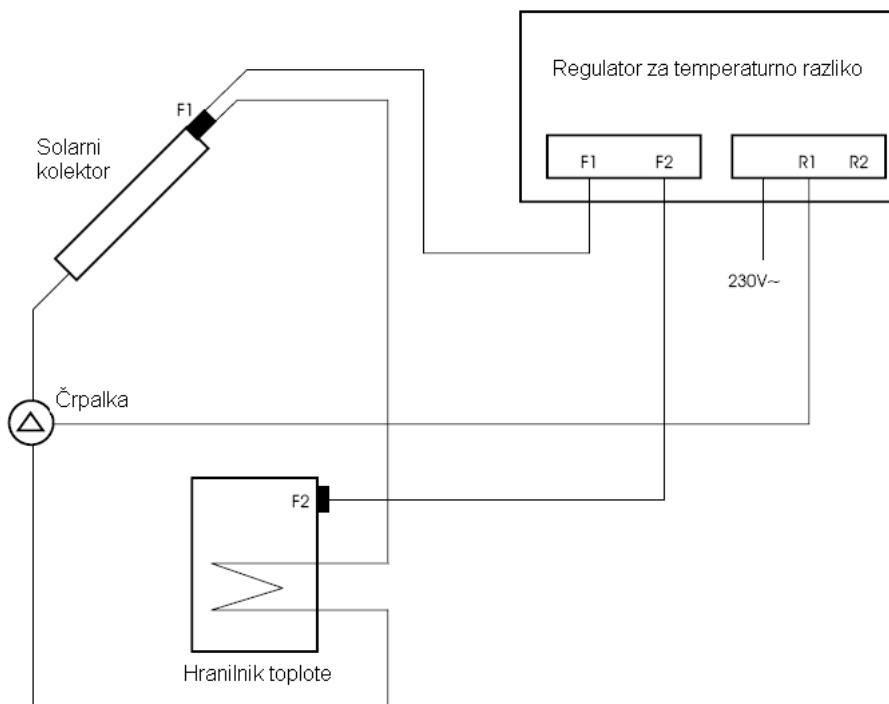 Regulator za temperaturno razliko
F1
Solarni
kolektor
F1 F2 R1 R2
230V~
Črpalka
F2
Hranilnik toplote